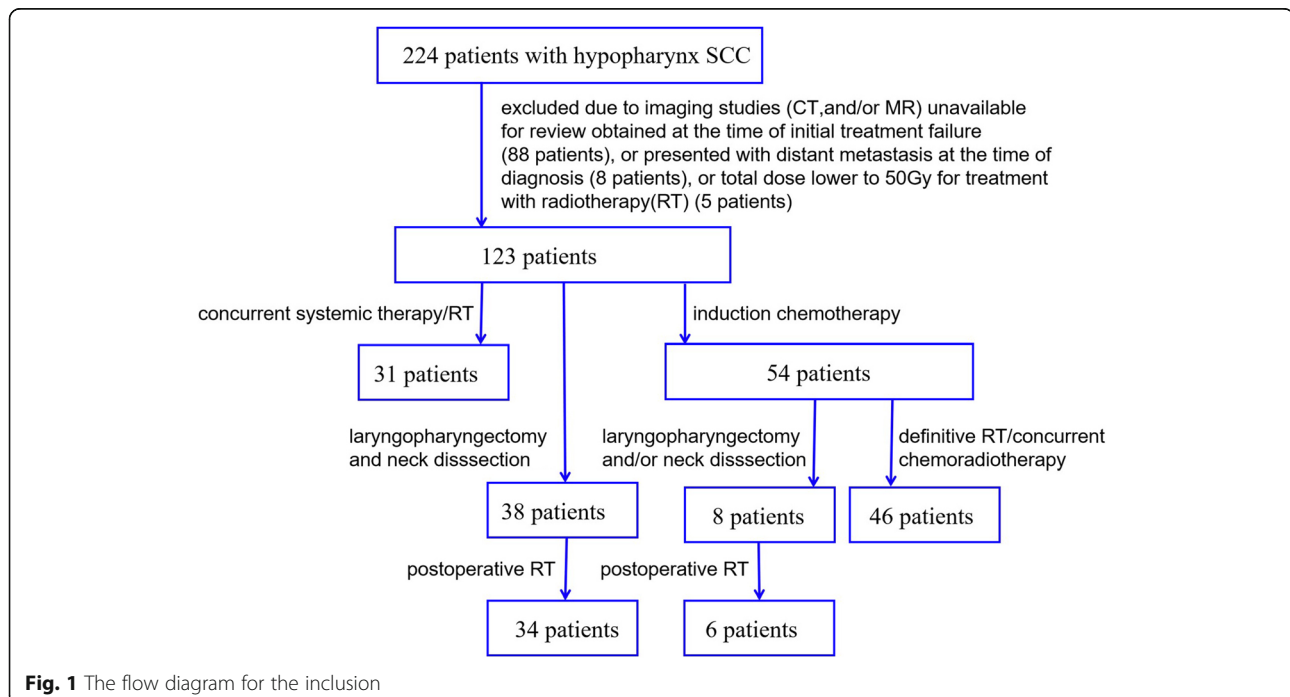 224 patients with hypopharynx SCC
excluded due to imaging studies (CT,and/or MR) unavailable
for review obtained at the time of initial treatment failure
(88 patients), or presented with distant metastasis at the time of
diagnosis (8 patients), or total dose lower to 50Gy for treatment
with radiotherapy(RT) (5 patients)
123 patients
concurrent systemic therapy/RT
induction chemotherapy
31 patients
54 patients
laryngopharyngectomy
and neck disssection
laryngopharyngectomy
and/or neck disssection
definitive RT/concurrent
chemoradiotherapy
38 patients
8 patients
46 patients
postoperative RT
postoperative RT
34 patients
6 patients
Fig. 1 The flow diagram for the inclusion